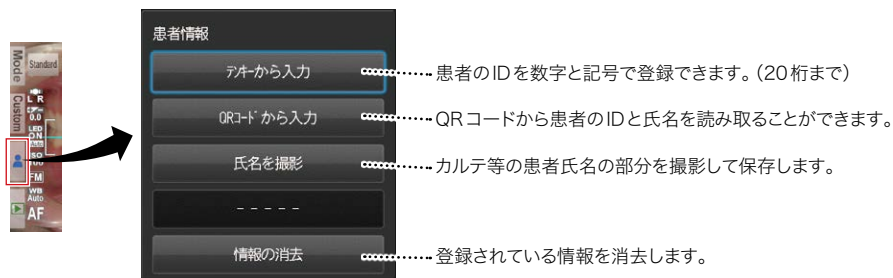 Mode
Standard
Custom
L R
0.0
LED
ON
Auto
ISO
100
FM
WB
Auto
AF
患者情報
テンキーから入力
患者のIDを数字と記号で登録できます。（20桁まで）
QRコードから入力
QRコードから患者のIDと氏名を読み取ることができます。
氏名を撮影
カルテ等の患者氏名の部分を撮影して保存します。
-----
情報の消去
登録されている情報を消去します。